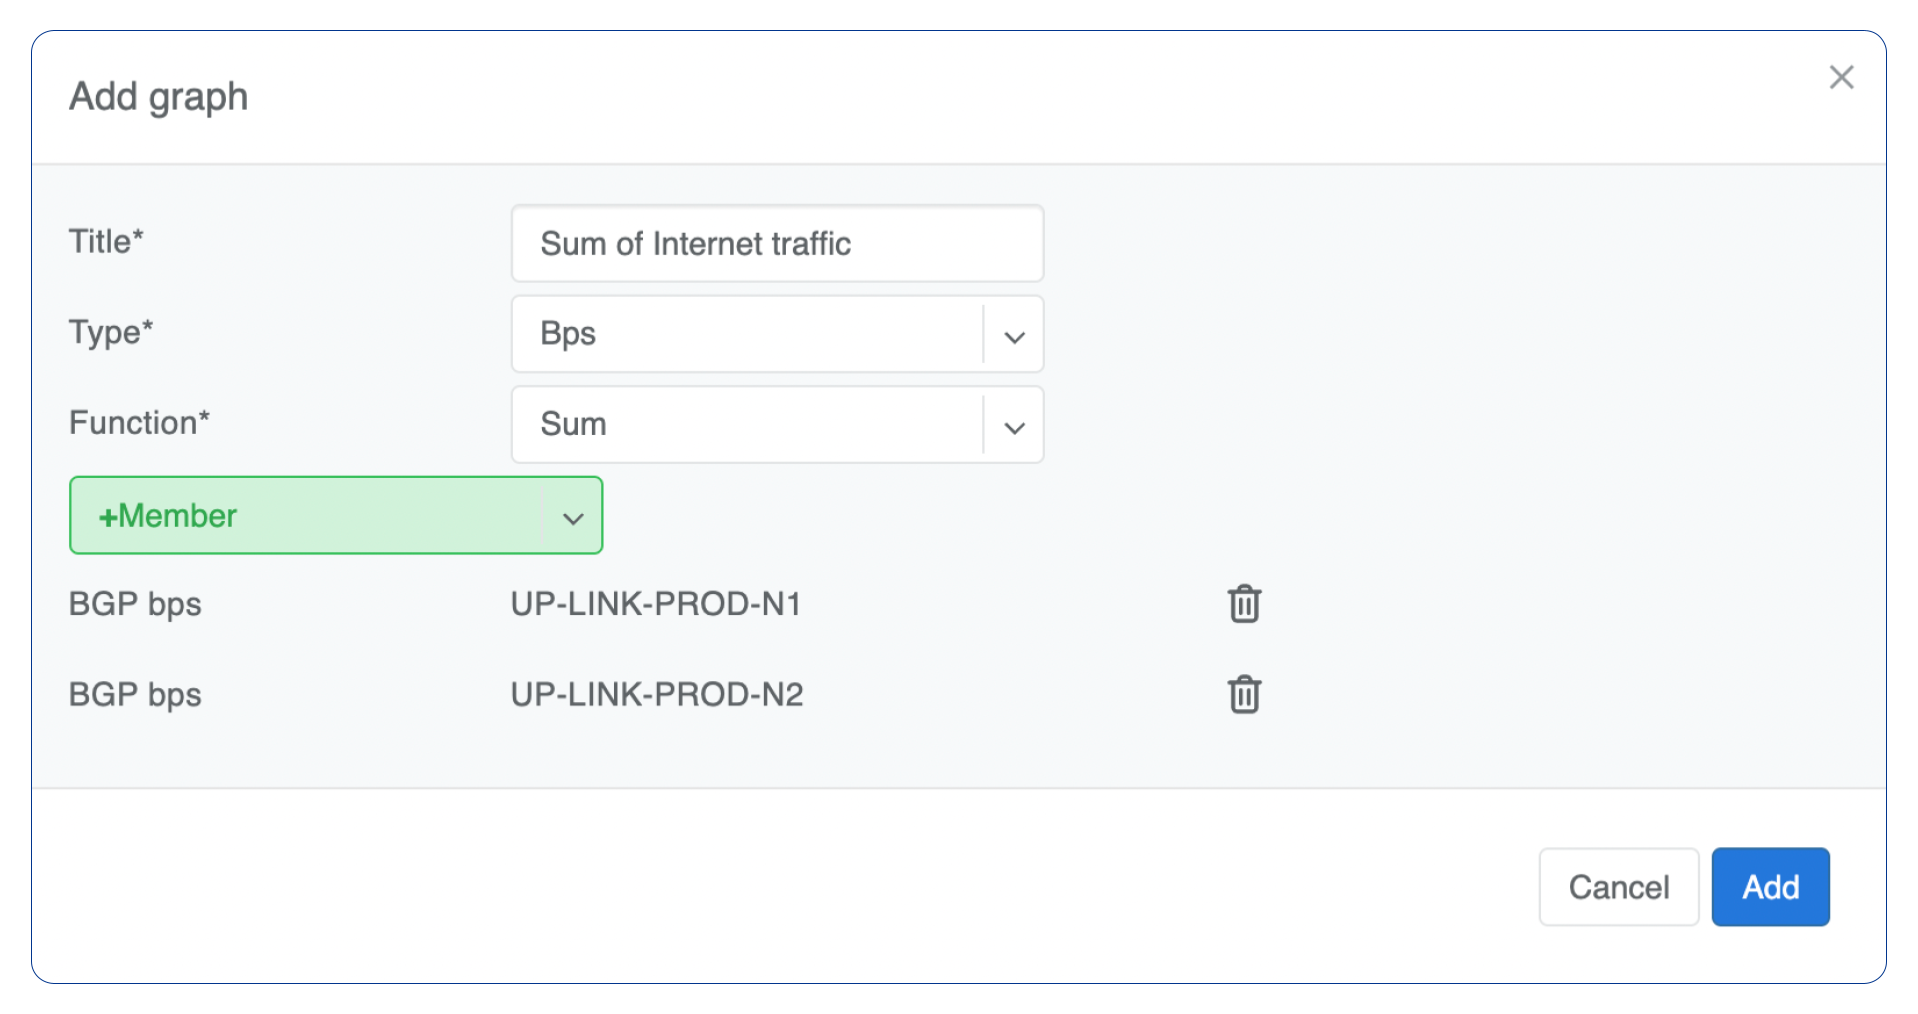 Add graph
Title* Sum of Internet traffic
Type* Bps
Function* Sum
+Member
BGP bps UP-LINK-PROD-N1
BGP bps UP-LINK-PROD-N2
Cancel Add